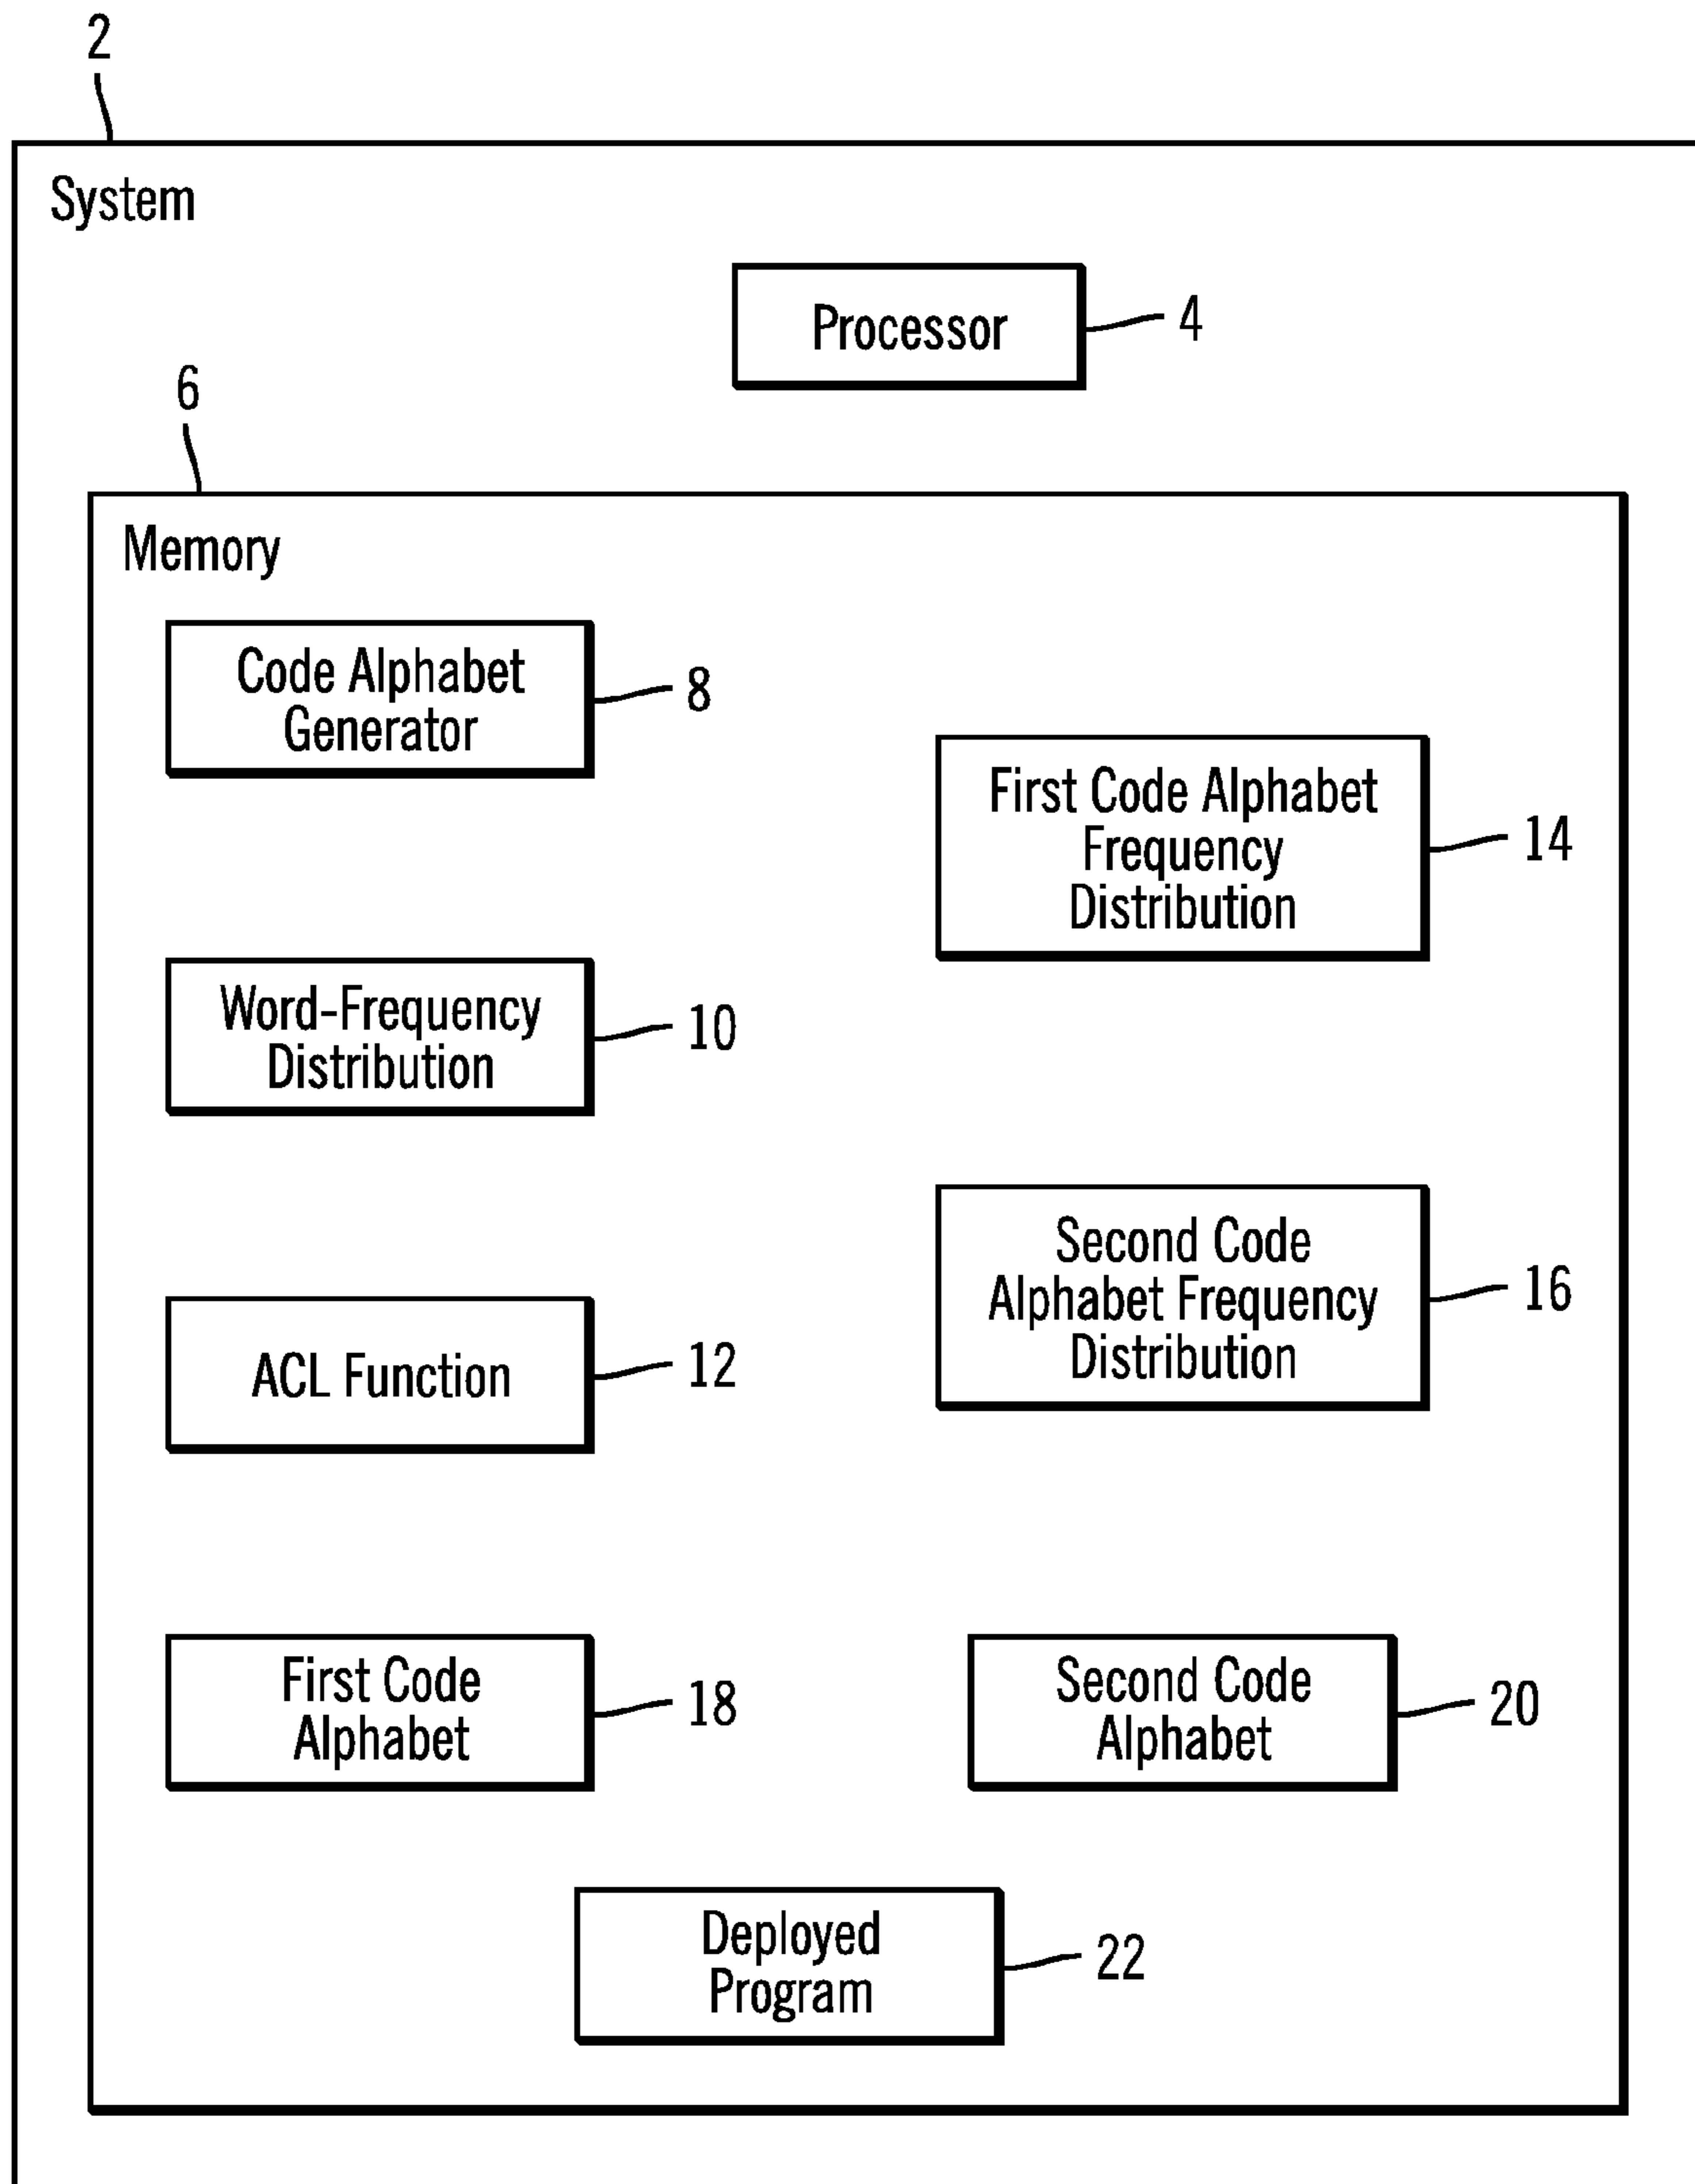 2
System
Processor
4
6
Memory
Code Alphabet
Generator
8
First Code Alphabet
Frequency
Distribution
14
Word-Frequency
Distribution
10
Second Code
Alphabet Frequency
Distribution
16
ACL Function
12
First Code
Alphabet
18
Second Code
Alphabet
20
Deployed
Program
22